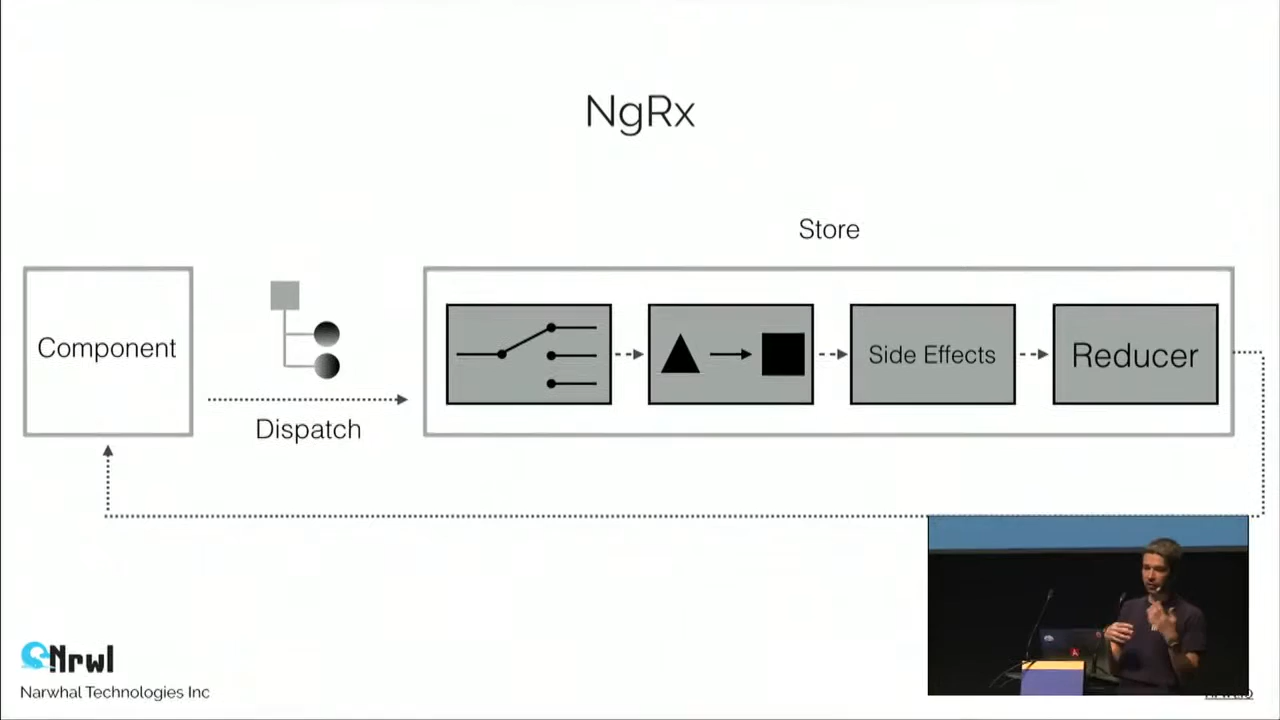 NgRx
Store
Component
Side Effects
Reducer
Dispatch
Nrwl
Narwhal Technologies Inc